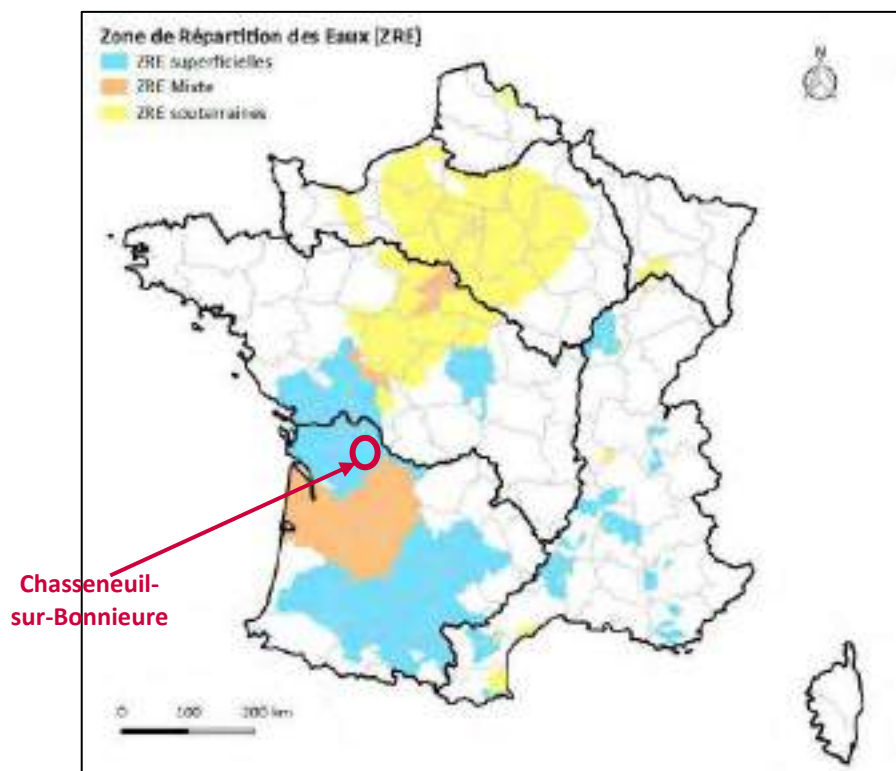 Zone de Répartition des Eaux (ZRE)
ZRE superficielles
ZRE Mixte
ZRE souterraines
N
Chasseneuil-
sur-Bonnieure
0 100 200 km